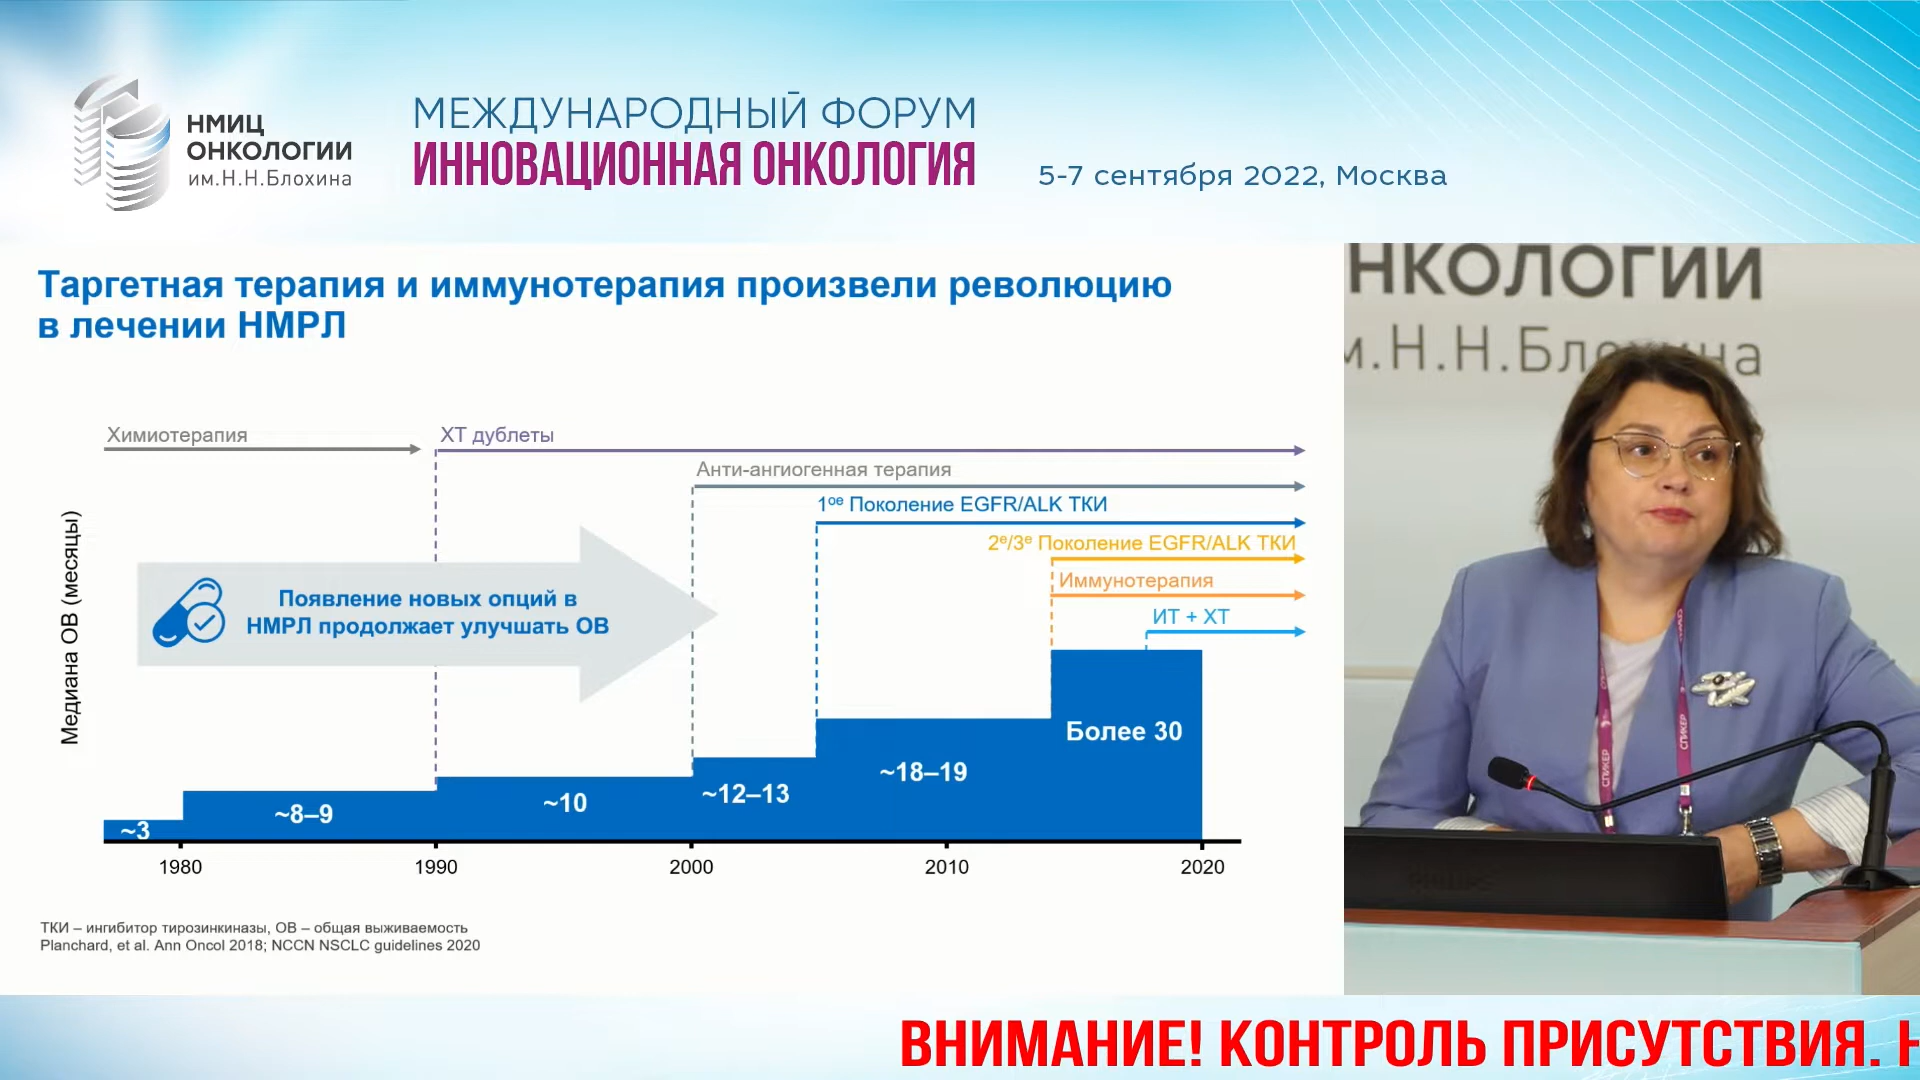 НМИЦ
ОНКОЛОГИИ
им.Н.Н.Блохина
МЕЖДУНАРОДНЫЙ ФОРУМ
ИННОВАЦИОННАЯ ОНКОЛОГИЯ
5-7 сентября 2022, Москва
Таргетная терапия и иммунотерапия произвели революцию
в лечении НМРЛ
Химиотерапия
ХТ дублеты
Анти-ангиогенная терапия
1ое Поколение EGFR/ALK ТКИ
2е/3е Поколение EGFR/ALK ТКИ
Иммунотерапия
ИТ + ХТ
Медиана ОВ (месяцы)
Появление новых опций в
НМРЛ продолжает улучшать ОВ
~3
~8–9
~10
~12–13
~18–19
Более 30
1980
1990
2000
2010
2020
ТКИ – ингибитор тирозинкиназы, ОВ – общая выживаемость
Planchard, et al. Ann Oncol 2018; NCCN NSCLC guidelines 2020
НКОЛОГИИ
м.Н.Н.Блохина
СПИКЕР
СПИКЕР
ВНИМАНИЕ! КОНТРОЛЬ ПРИСУТСТВИЯ. Н